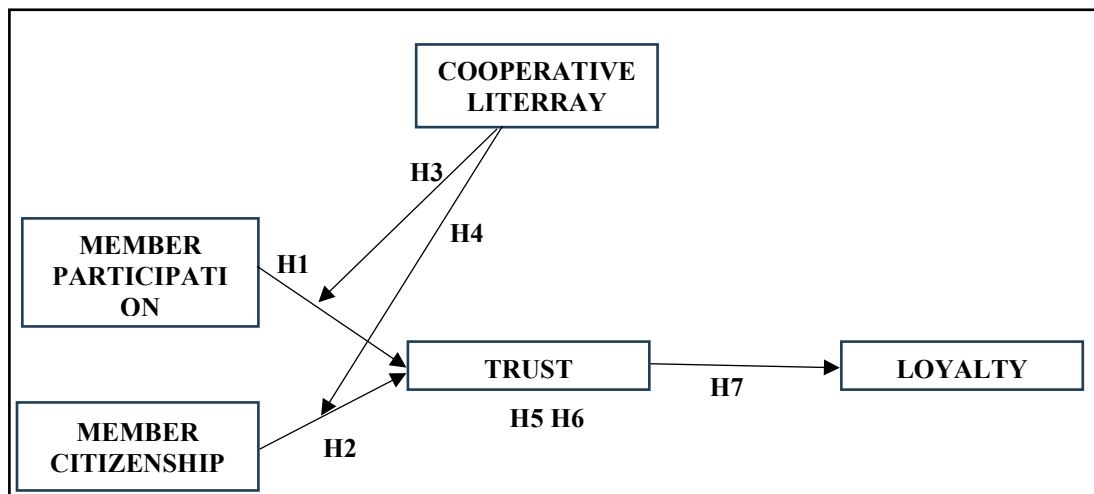 COOPERATIVE
LITERRAY
H3
H4
MEMBER
PARTICIPATI
ON
H1
TRUST
LOYALTY
H7
H5 H6
MEMBER
CITIZENSHIP
H2